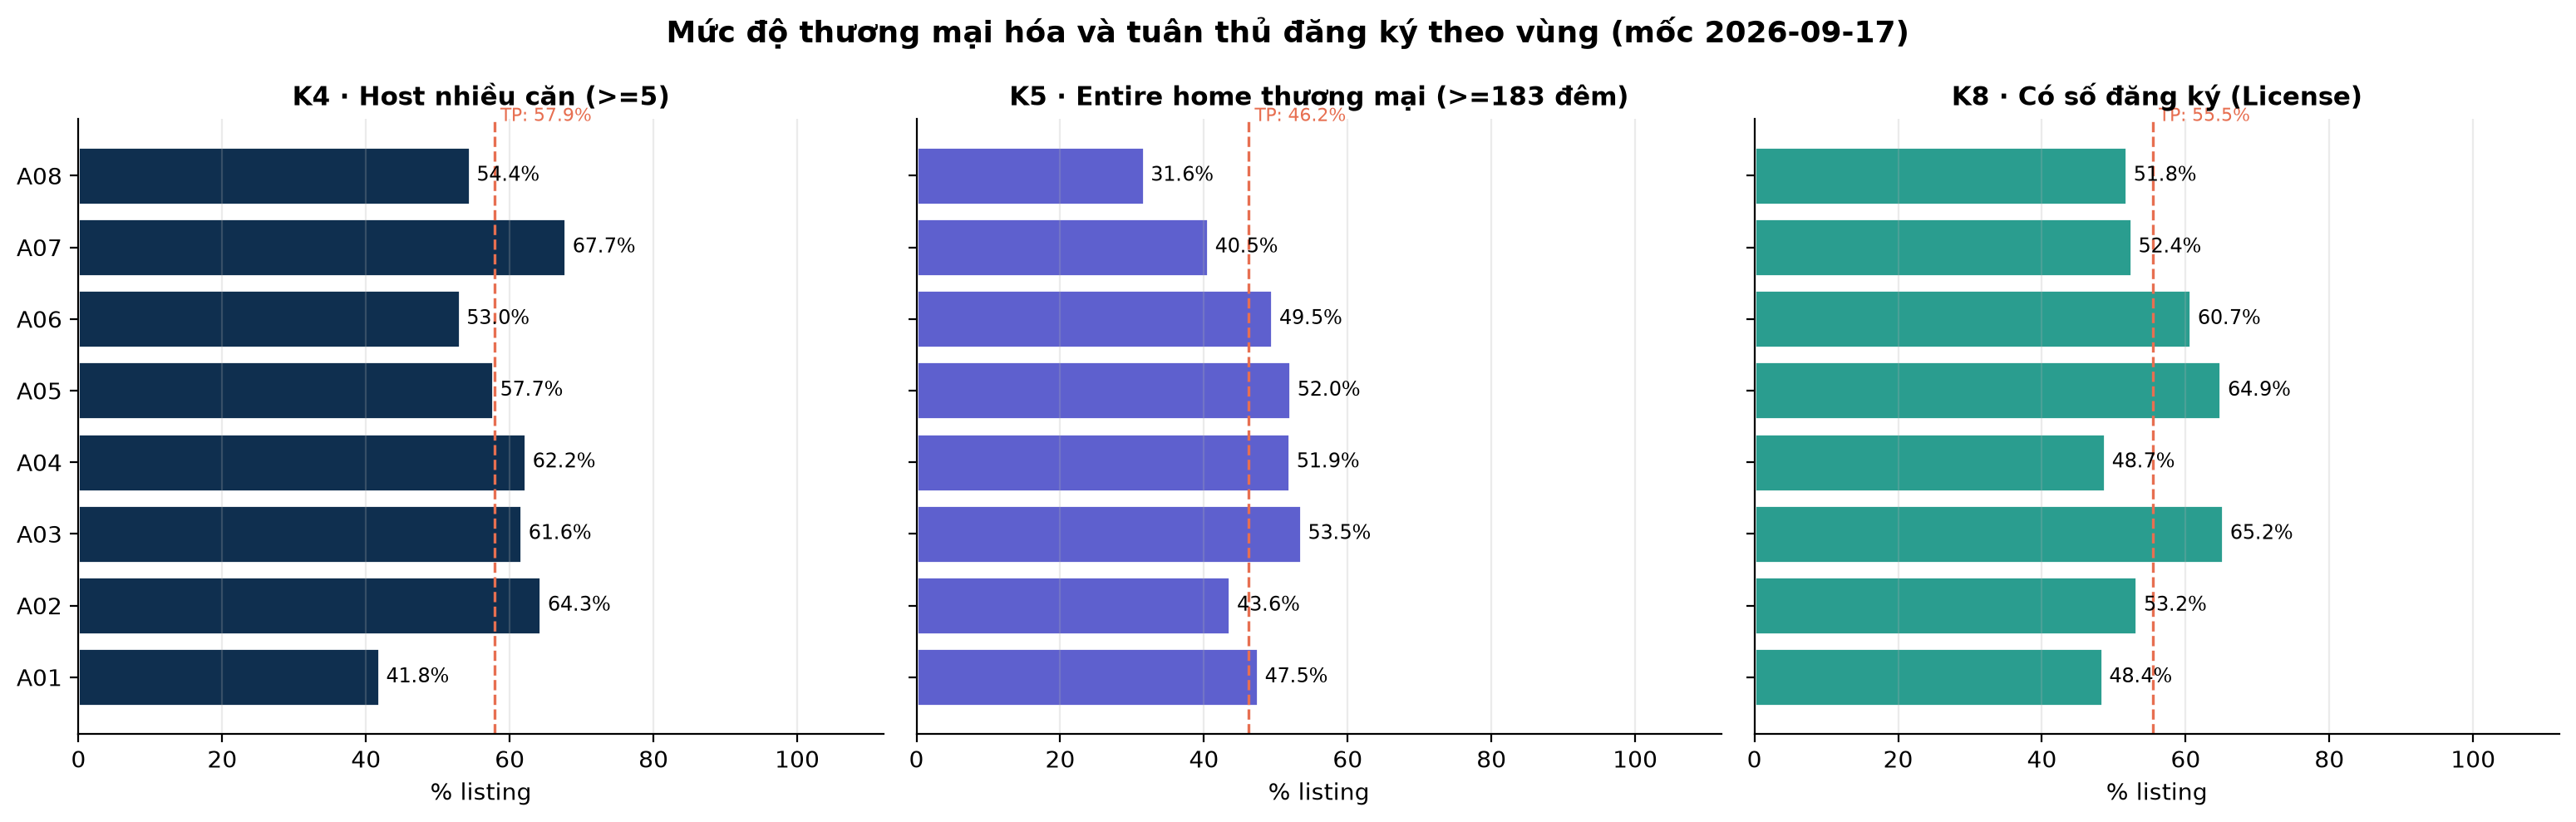 Mức độ thương mại hóa và tuân thủ đăng ký theo vùng (mốc 2026-09-17)
K4 · Host nhiều căn (>=5)
TP: 57.9%
A08
54.4%
A07
67.7%
A06
53.0%
A05
57.7%
A04
62.2%
A03
61.6%
A02
64.3%
A01
41.8%
0 20 40 60 80 100
% listing
K5 · Entire home thương mại (>=183 đêm)
TP: 46.2%
31.6%
40.5%
49.5%
52.0%
51.9%
53.5%
43.6%
47.5%
0 20 40 60 80 100
% listing
K8 · Có số đăng ký (License)
TP: 55.5%
51.8%
52.4%
60.7%
64.9%
48.7%
65.2%
53.2%
48.4%
0 20 40 60 80 100
% listing